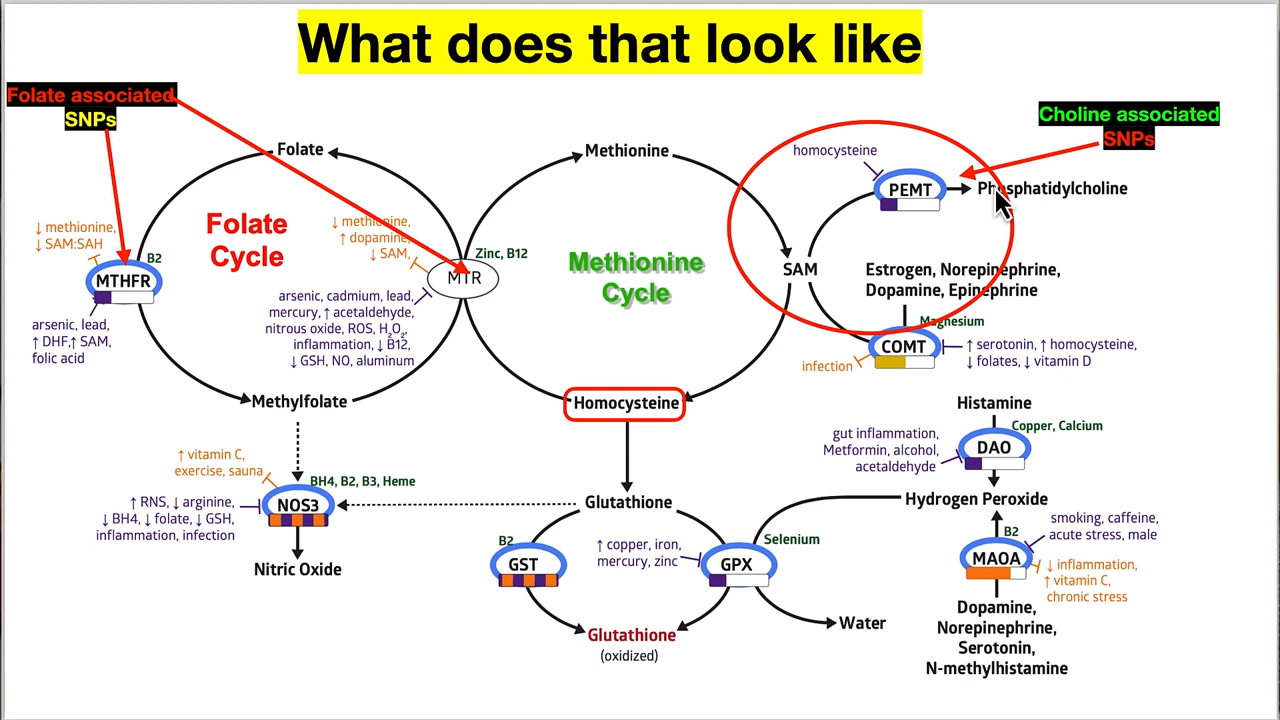 What does that look like
Folate associated
SNPs
Choline associated
SNPs
Folate
Methionine
homocysteine
PEMT
Phosphatidylcholine
↓ methionine,
↓ SAM:SAH
B2
MTHFR
arsenic, lead,
↑ DHF,↑ SAM,
folic acid
Folate
Cycle
↓ methionine,
↑ dopamine,
↓ SAM,
Zinc, B12
MTR
arsenic, cadmium, lead,
mercury, ↑ acetaldehyde,
nitrous oxide, ROS, H₂O₂,
inflammation, ↓ B12,
↓ GSH, NO, aluminum
Methionine
Cycle
SAM
Estrogen, Norepinephrine,
Dopamine, Epinephrine
Magnesium
COMT
infection
↑ serotonin, ↑ homocysteine,
↓ folates, ↓ vitamin D
Methylfolate
Homocysteine
Histamine
Copper, Calcium
DAO
gut inflammation,
Metformin, alcohol,
acetaldehyde
↑ vitamin C,
exercise, sauna
BH4, B2, B3, Heme
NOS3
↑ RNS, ↓ arginine,
↓ BH4, ↓ folate, ↓ GSH,
inflammation, infection
Nitric Oxide
Glutathione
Hydrogen Peroxide
B2
GST
↑ copper, iron,
mercury, zinc
Selenium
GPX
B2
MAOA
smoking, caffeine,
acute stress, male
↓ inflammation,
↑ vitamin C,
chronic stress
Glutathione
(oxidized)
Water
Dopamine,
Norepinephrine,
Serotonin,
N-methylhistamine